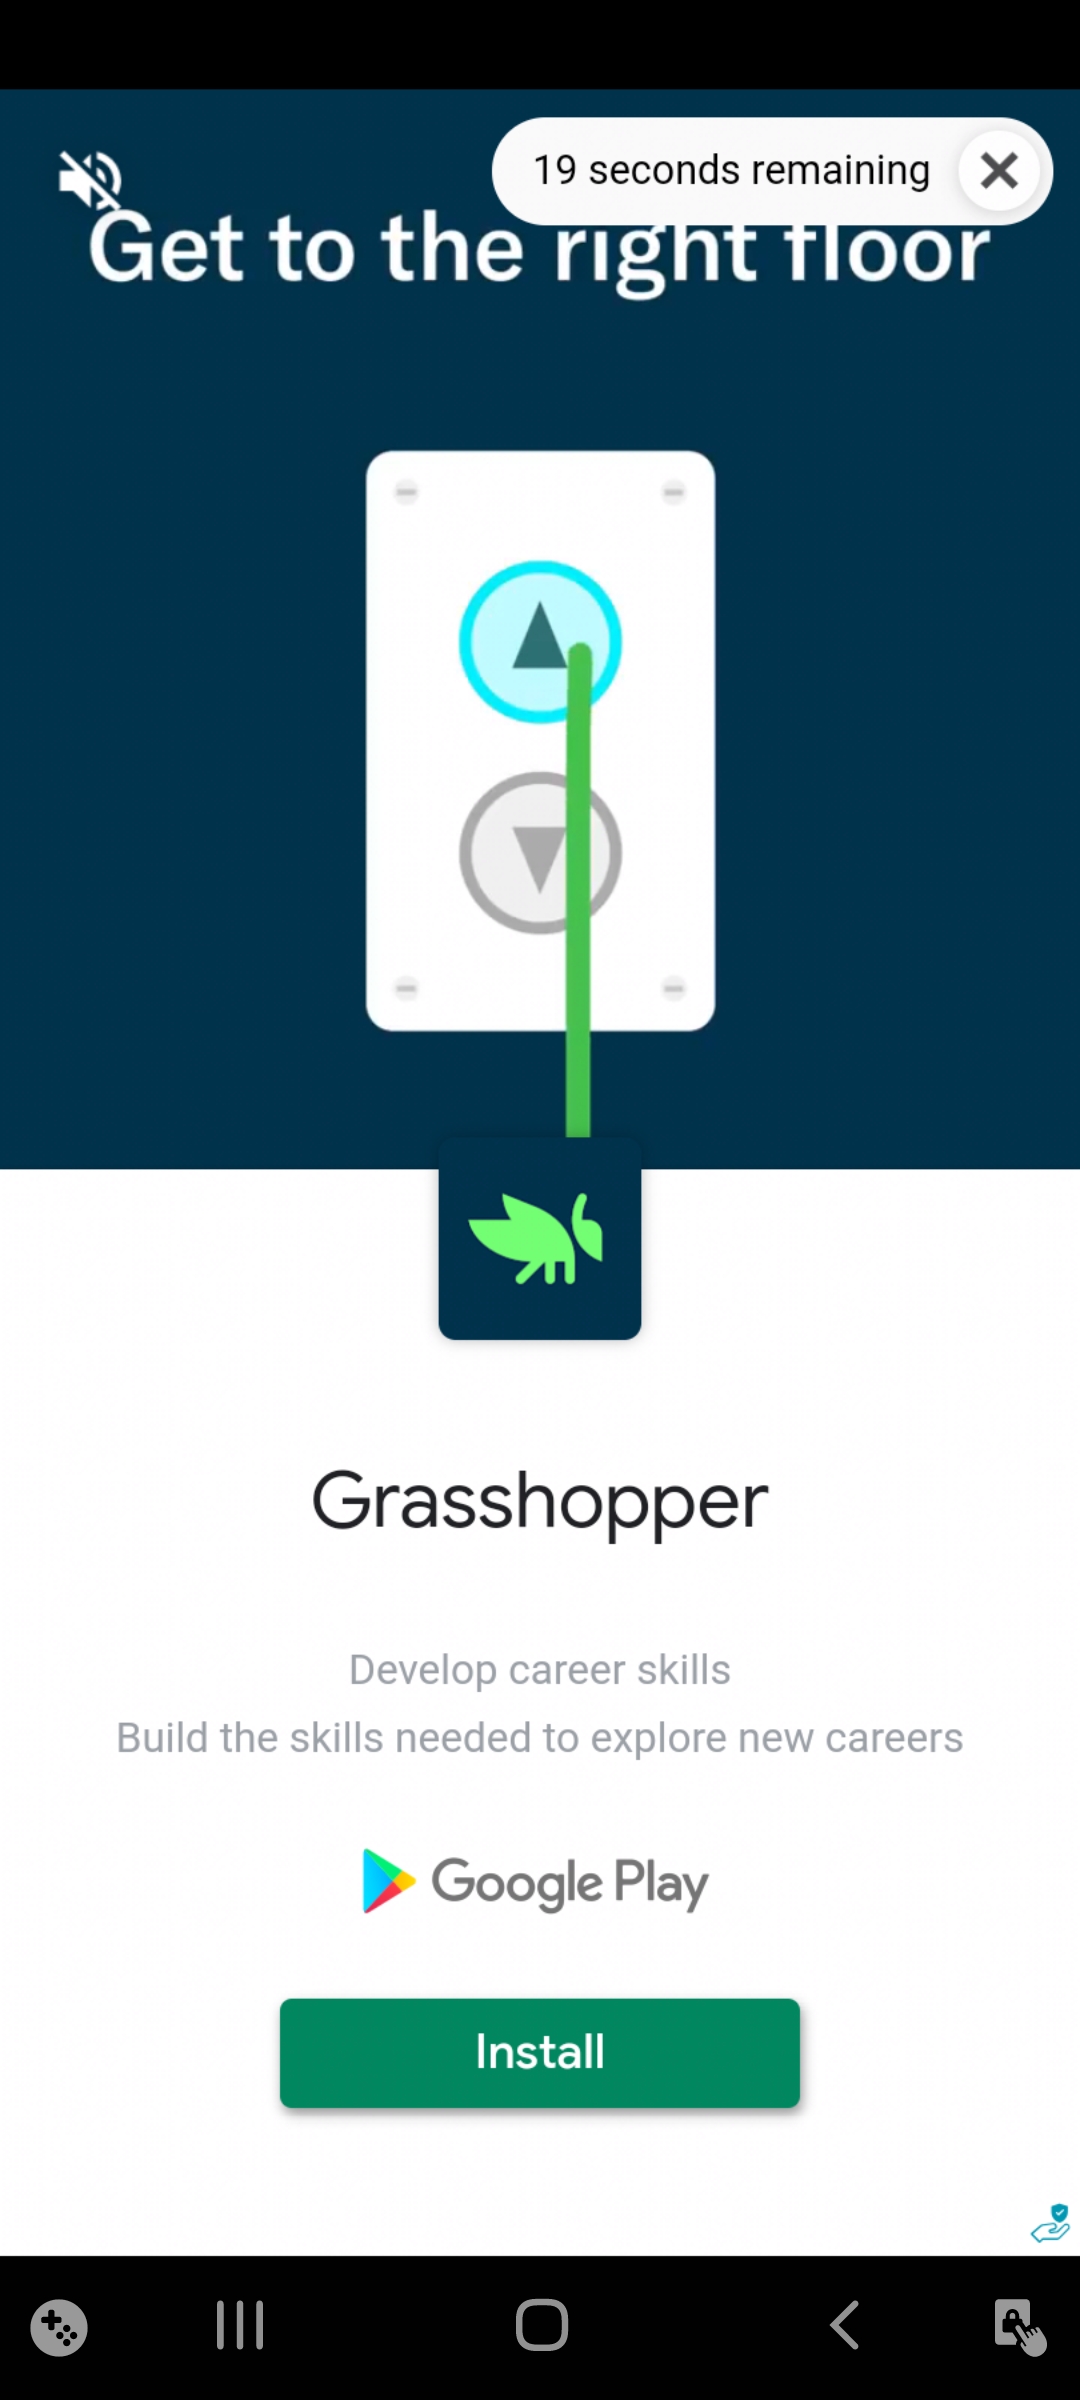 19 seconds remaining
Get to the right floor
Grasshopper
Develop career skills
Build the skills needed to explore new careers
Google Play
Install